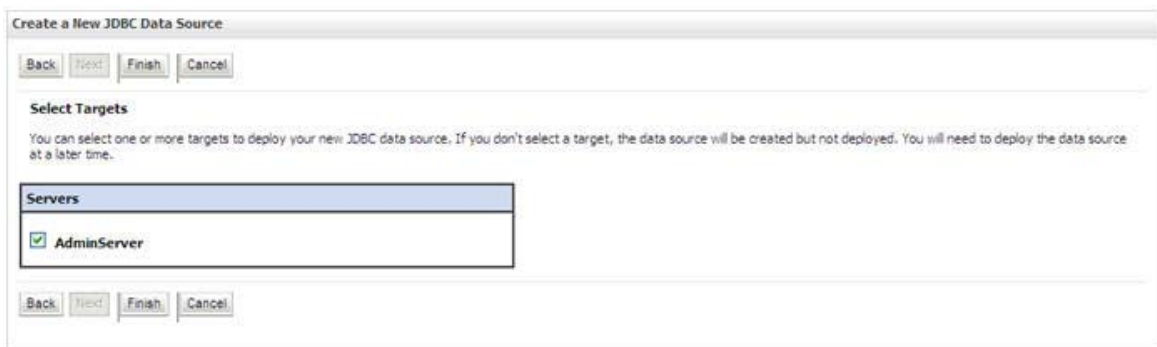 Create a New JDBC Data Source
Back Next Finish Cancel
Select Targets
You can select one or more targets to deploy your new JDBC data source. If you don't select a target, the data source will be created but not deployed. You will need to deploy the data source
at a later time.
Servers
AdminServer
Back Next Finish Cancel